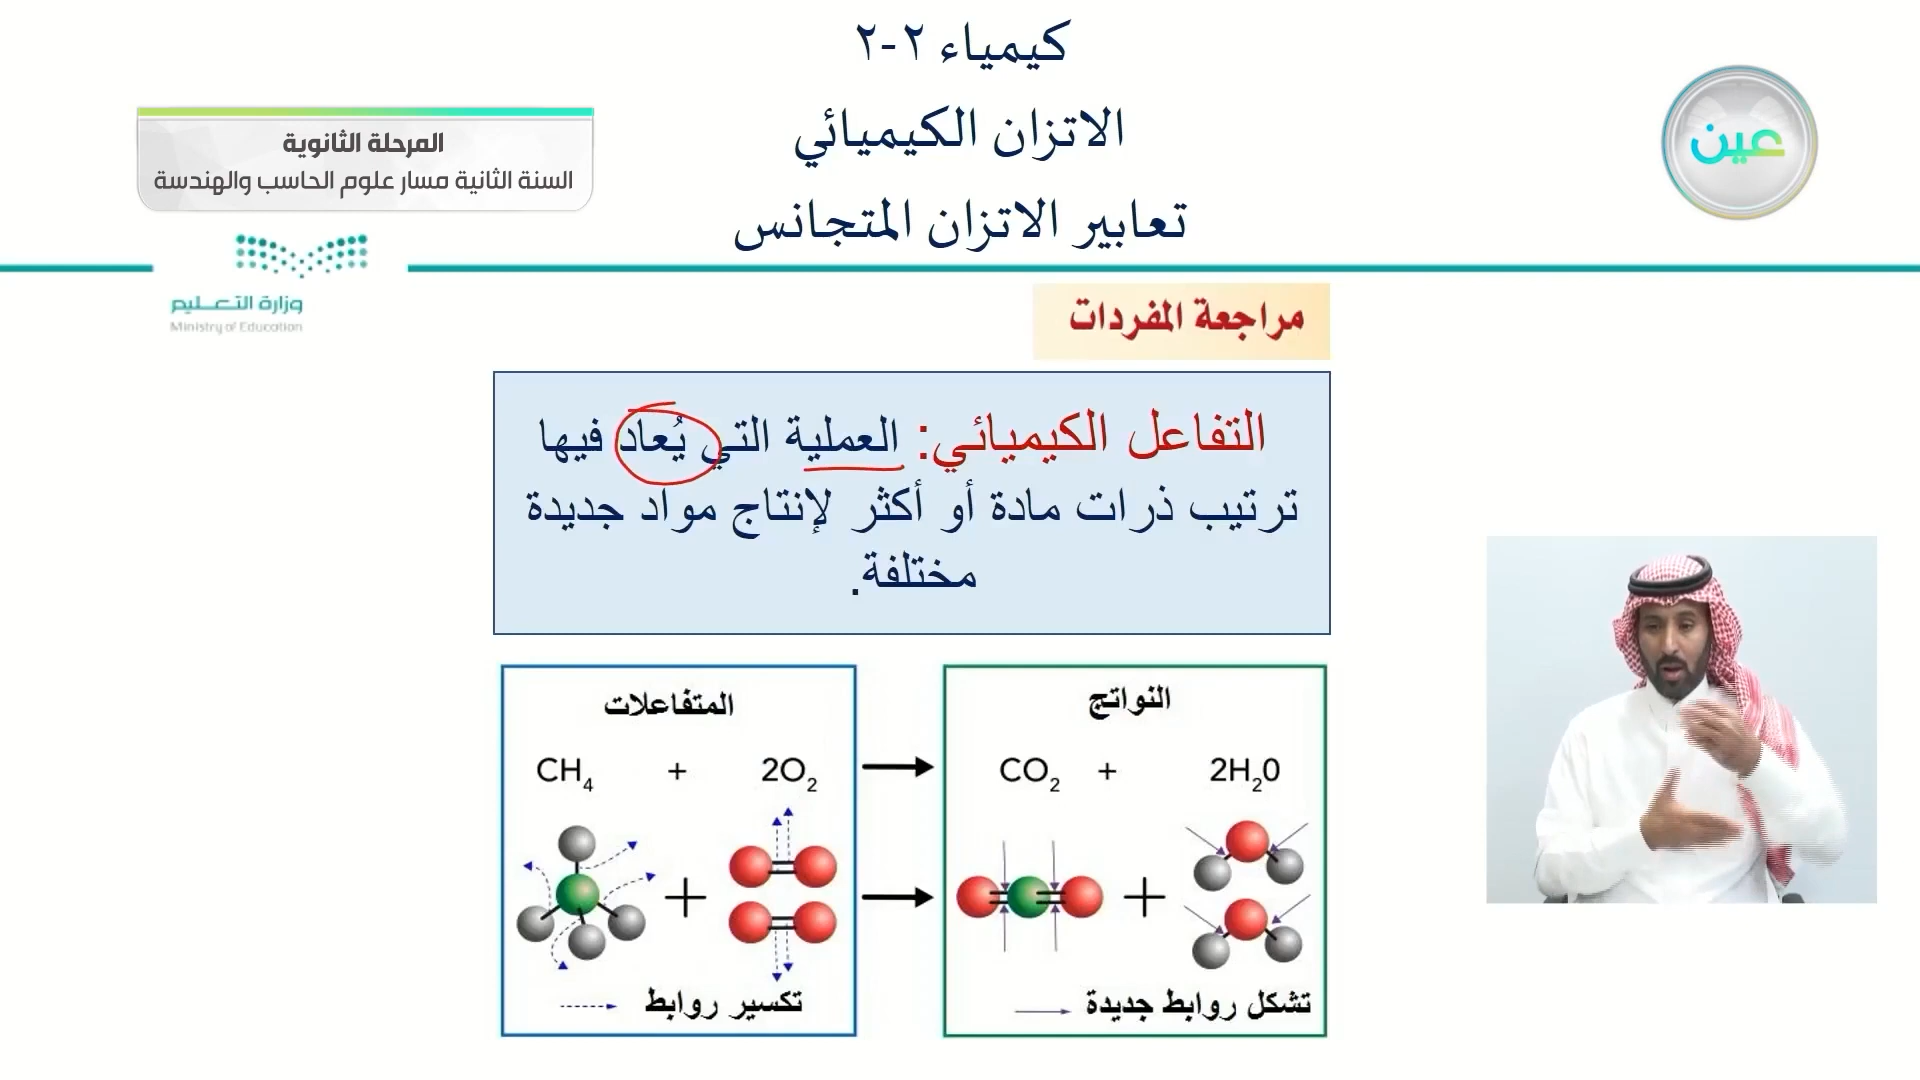 كيمياء ٢-٢
الاتزان الكيميائي
تعابير الاتزان المتجانس
عين
المرحلة الثانوية
السنة الثانية مسار علوم الحاسب والهندسة
وزارة التعـــليم
Ministry of Education
مراجعة المفردات
التفاعل الكيميائي: العملية التي يُعاد فيها
ترتيب ذرات مادة أو أكثر لإنتاج مواد جديدة
مختلفة.
المتفاعلات
CH₄ + 2O₂
تكسير روابط
النواتج
CO₂ + 2H₂0
تشكل روابط جديدة